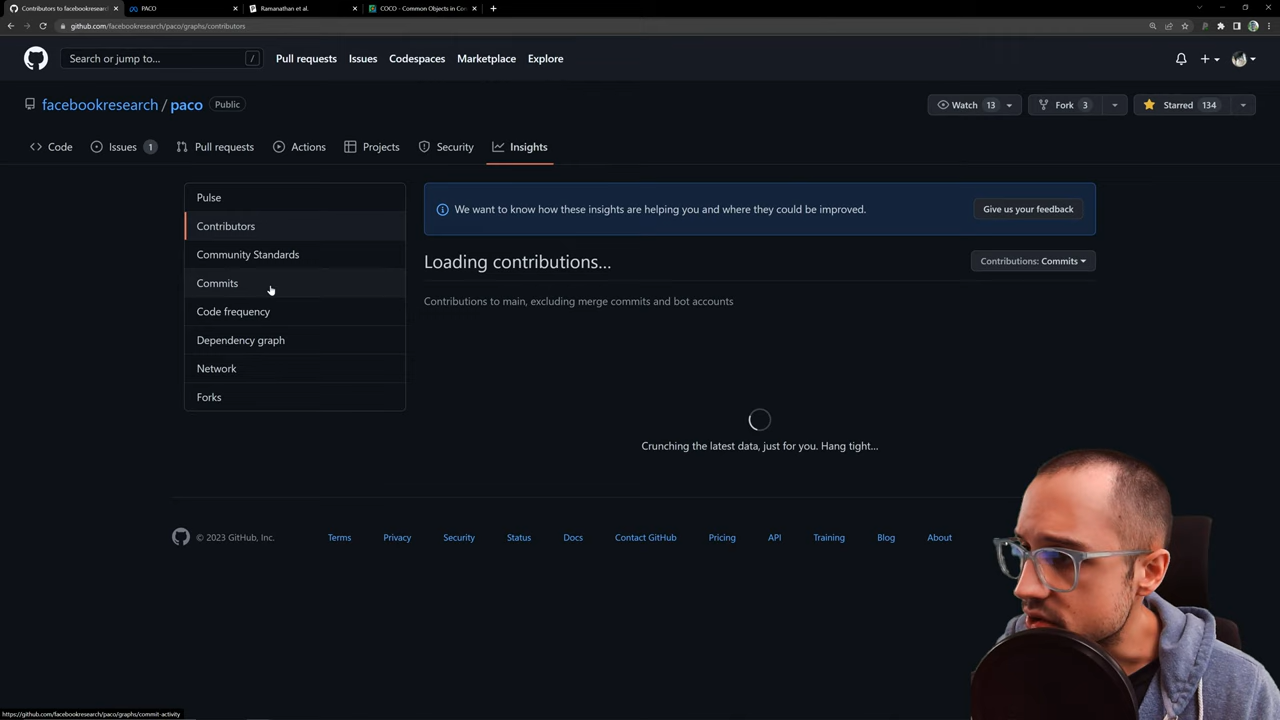 Contributors to facebookresear
PACO
Ramanathan et al.
COCO - Common Objects in Co
github.com/facebookresearch/paco/graphs/contributors
Search or jump to...
/
Pull requests
Issues
Codespaces
Marketplace
Explore
facebookresearch / paco
Public
Watch 13
Fork 3
Starred 134
Code
Issues 1
Pull requests
Actions
Projects
Security
Insights
Pulse
Contributors
Community Standards
Commits
Code frequency
Dependency graph
Network
Forks
We want to know how these insights are helping you and where they could be improved.
Give us your feedback
Loading contributions...
Contributions: Commits
Contributions to main, excluding merge commits and bot accounts
Crunching the latest data, just for you. Hang tight...
© 2023 GitHub, Inc.
Terms
Privacy
Security
Status
Docs
Contact GitHub
Pricing
API
Training
Blog
About
https://github.com/facebookresearch/paco/graphs/commit-activity